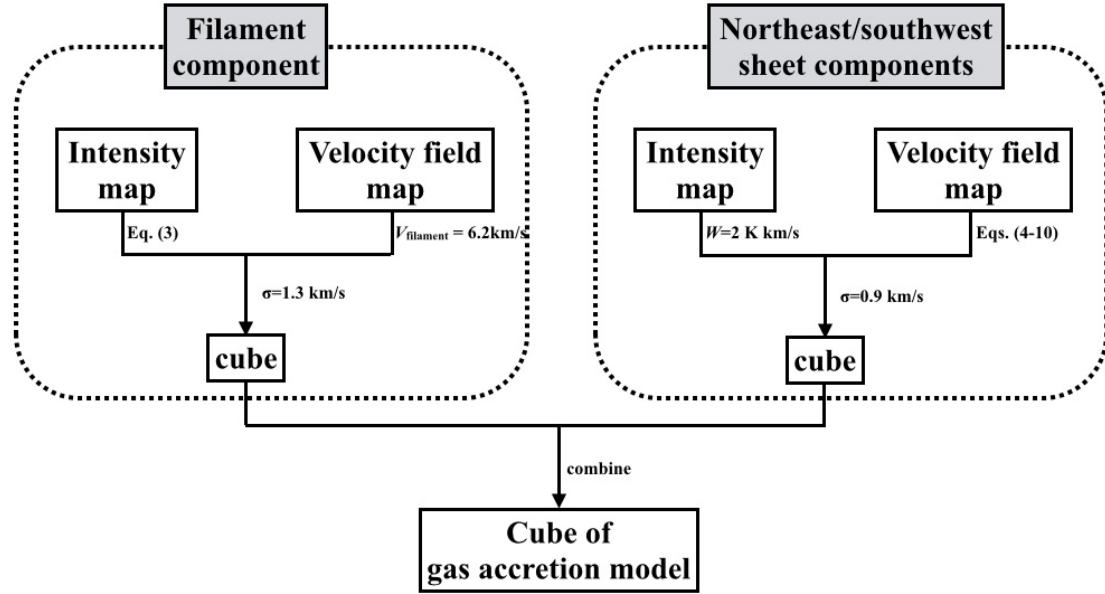 Filament
component
Intensity
map
Velocity field
map
Eq. (3)
V_filament = 6.2km/s
σ=1.3 km/s
cube
Northeast/southwest
sheet components
Intensity
map
Velocity field
map
W=2 K km/s
Eqs. (4-10)
σ=0.9 km/s
cube
combine
Cube of
gas accretion model